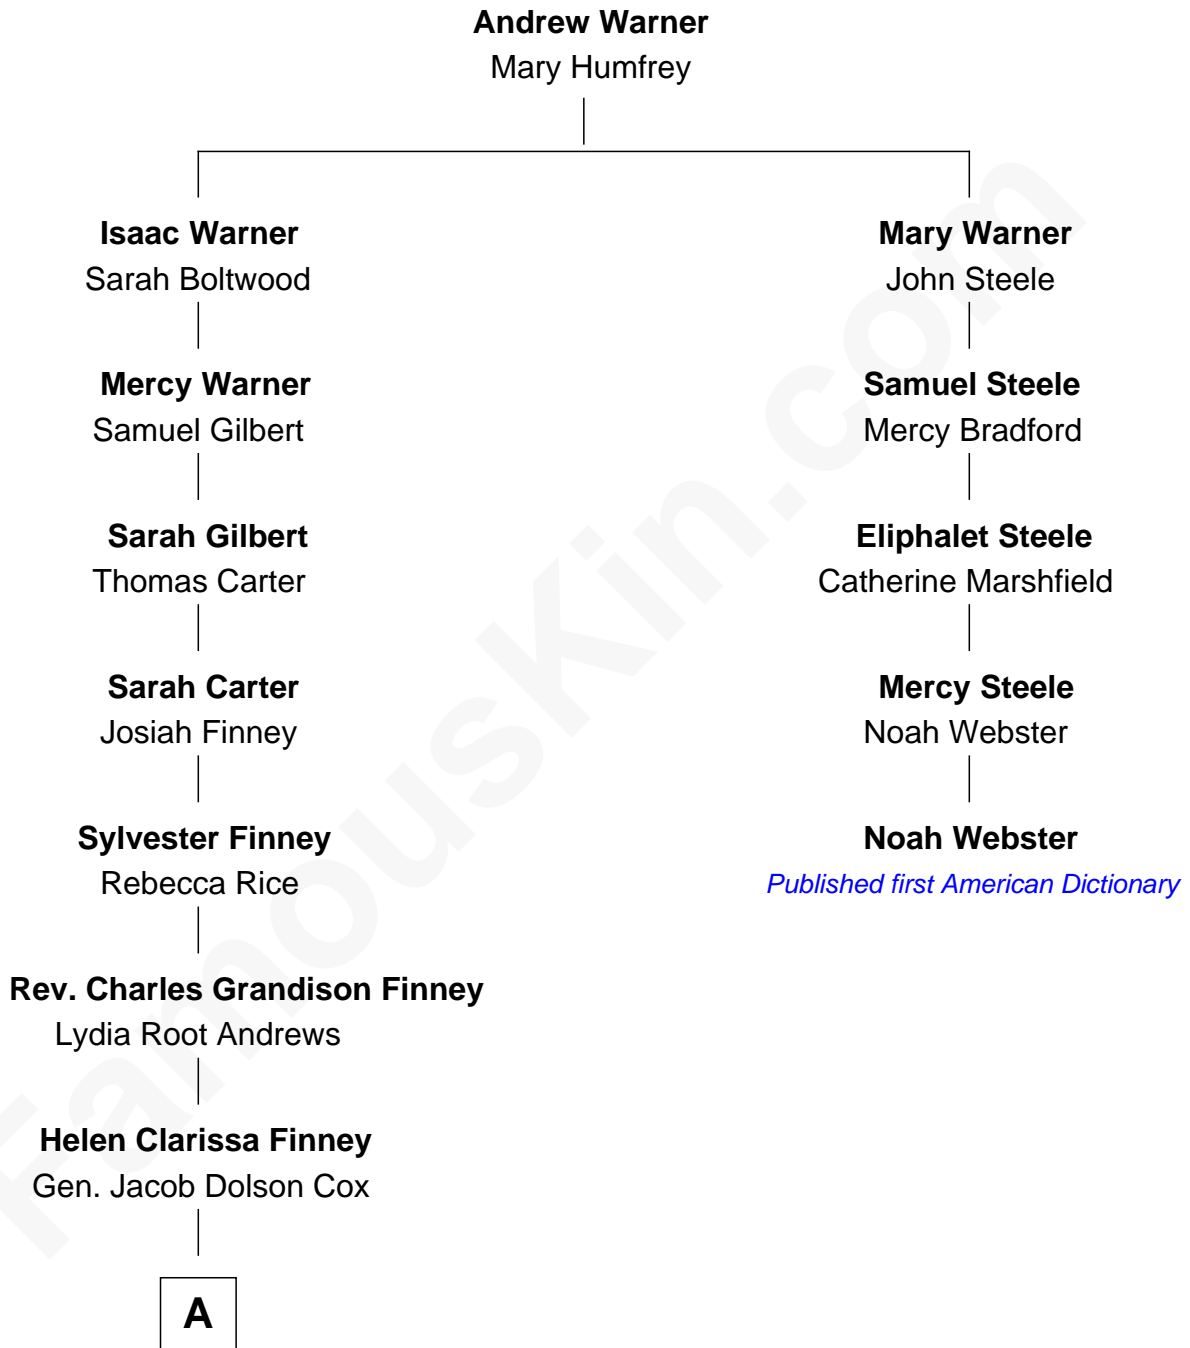 Andrew Warner
Mary Humfrey
Isaac Warner
Sarah Boltwood
Mary Warner
John Steele
Mercy Warner
Samuel Gilbert
Samuel Steele
Mercy Bradford
Sarah Gilbert
Thomas Carter
Eliphalet Steele
Catherine Marshfield
Sarah Carter
Josiah Finney
Mercy Steele
Noah Webster
Sylvester Finney
Rebecca Rice
Noah Webster
Published first American Dictionary
Rev. Charles Grandison Finney
Lydia Root Andrews
Helen Clarissa Finney
Gen. Jacob Dolson Cox
A
FamousKin.com